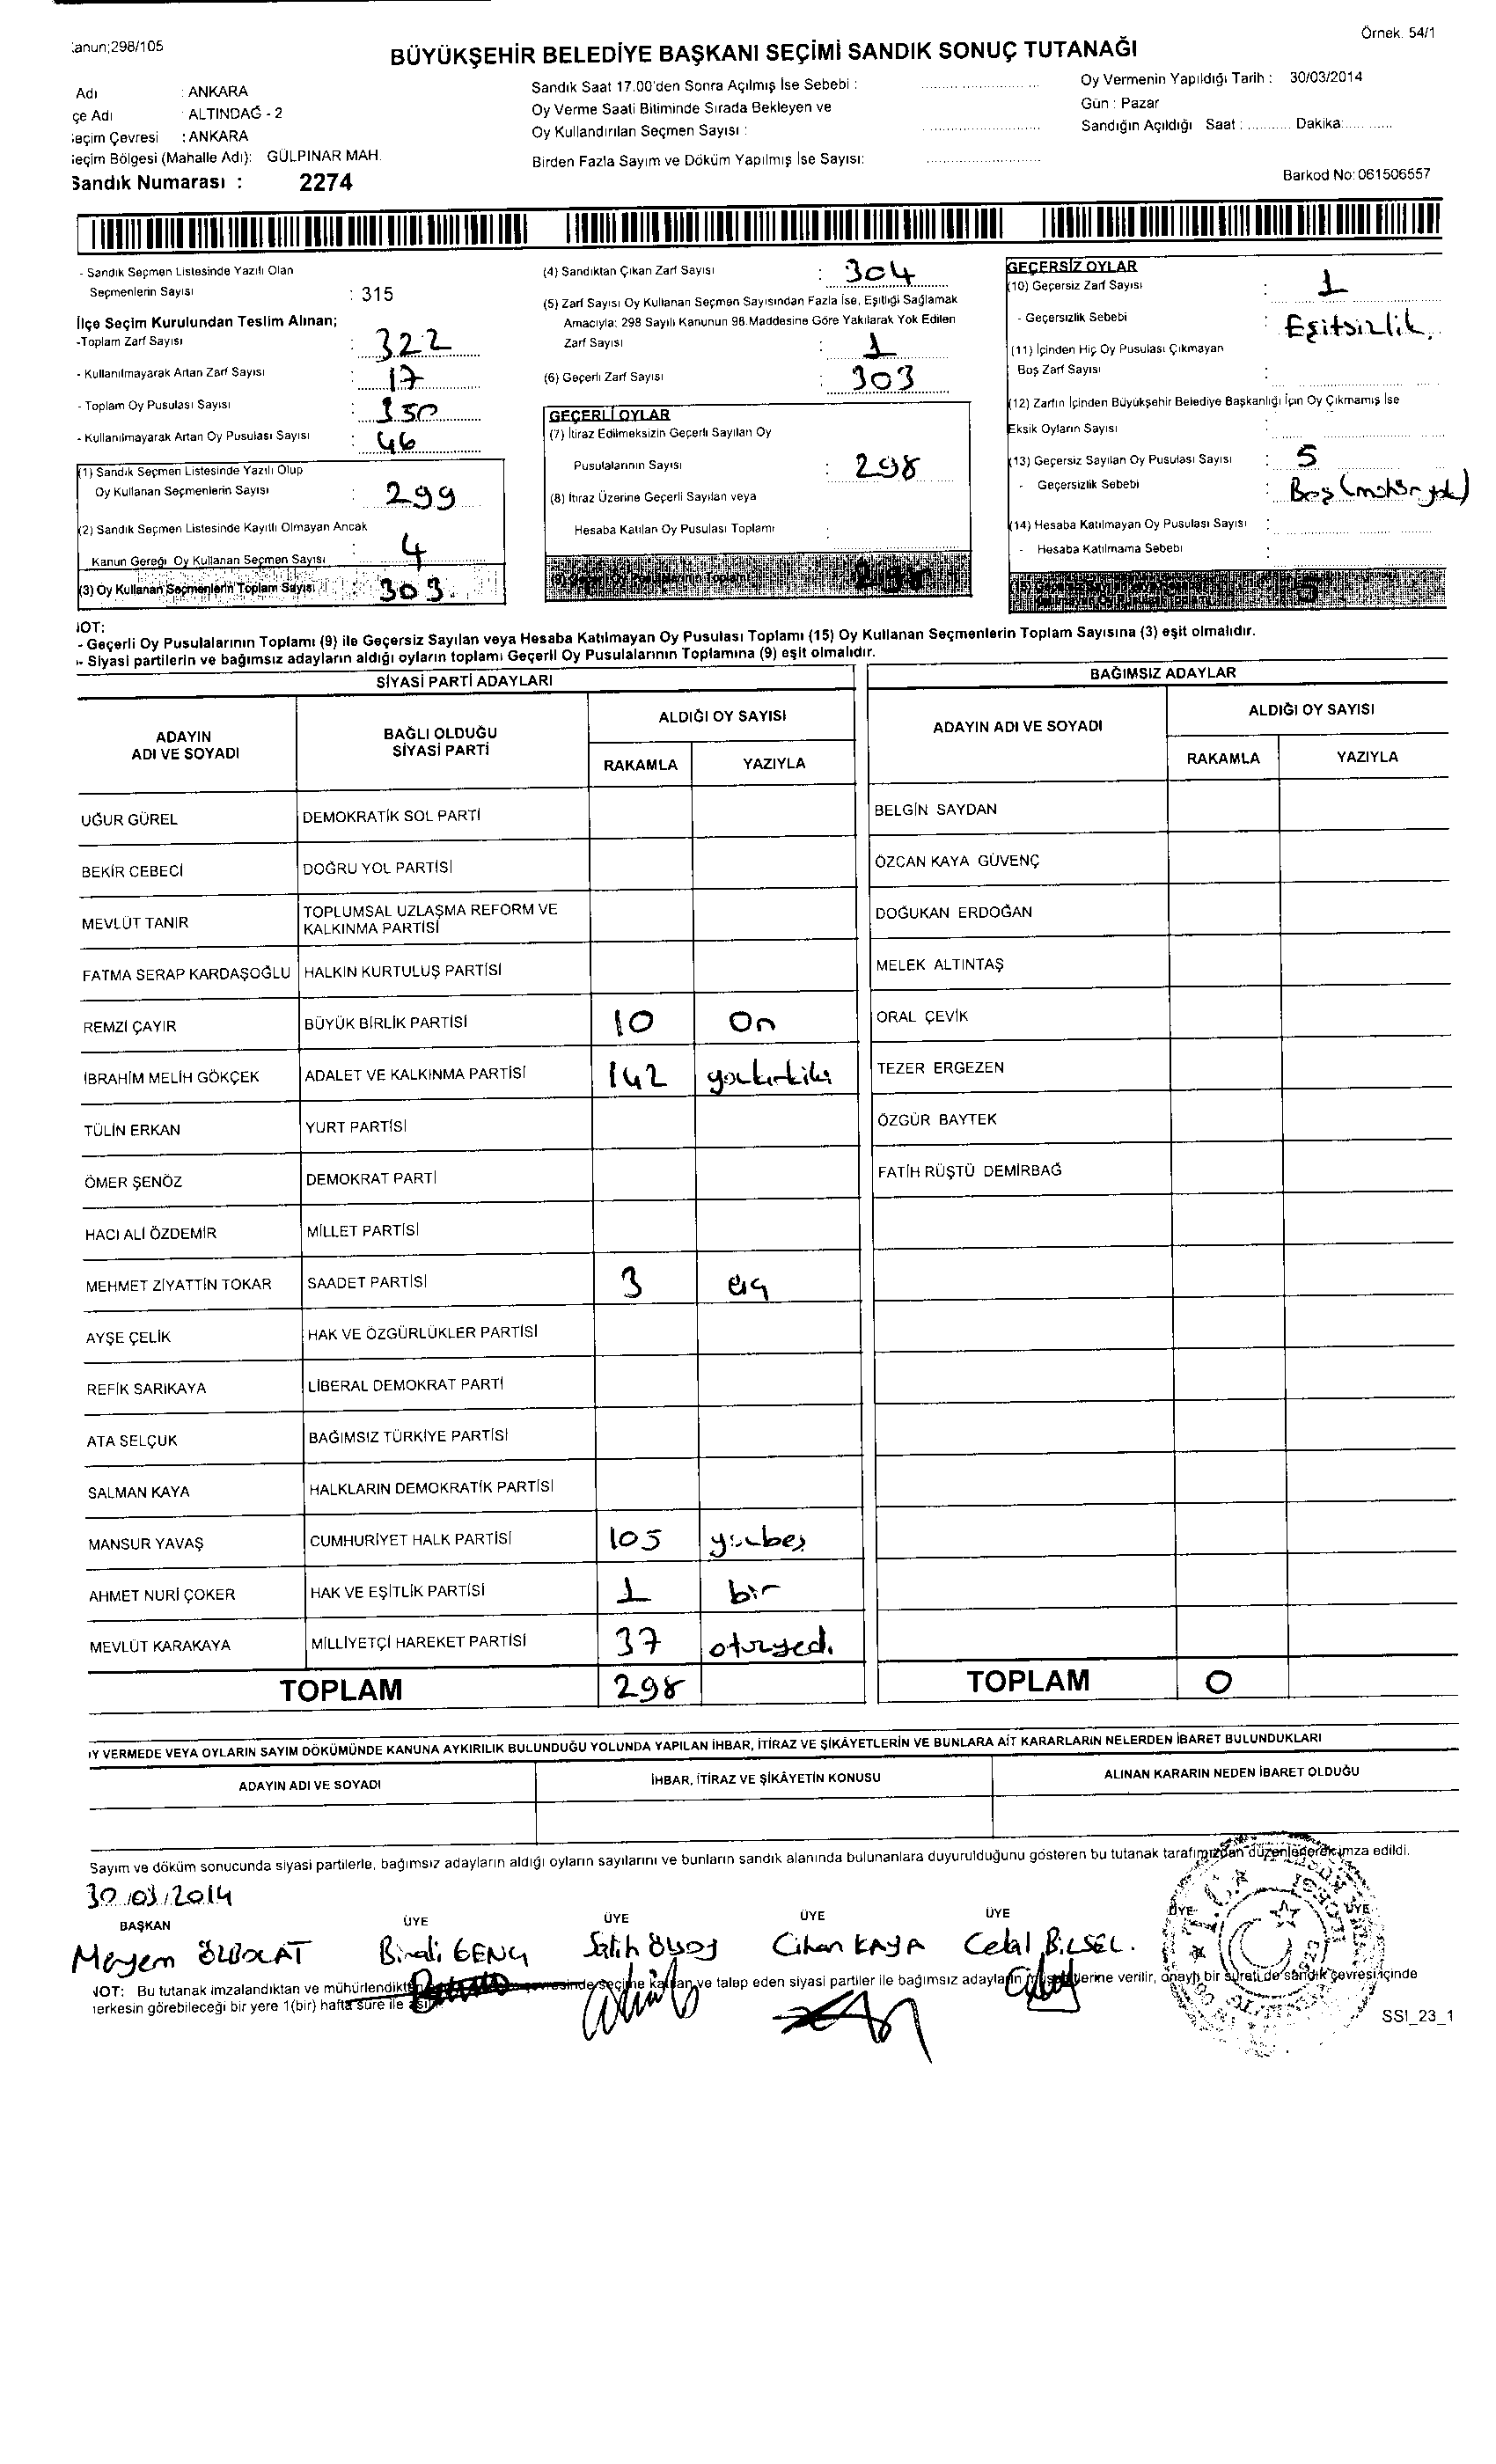 Örnek. 54/1
anun;298/105
BÜYÜKŞEHİR BELEDİYE BAŞKANI SEÇİMİ SANDIK SONUÇ TUTANAĞI
Adı : ANKARA
çe Adı : ALTINDAĞ - 2
eçim Çevresi : ANKARA
eçim Bölgesi (Mahalle Adı): GÜLPINAR MAH.
Sandık Numarası : 2274
Sandık Saat 17.00'den Sonra Açılmış İse Sebebi :
Oy Verme Saati Bitiminde Sırada Bekleyen ve
Oy Kullandırılan Seçmen Sayısı :
Birden Fazla Sayım ve Döküm Yapılmış İse Sayısı:
Oy Vermenin Yapıldığı Tarih : 30/03/2014
Gün : Pazar
Sandığın Açıldığı Saat : Dakika:
Barkod No: 061506557
- Sandık Seçmen Listesinde Yazılı Olan
Seçmenlerin Sayısı : 315
İlçe Seçim Kurulundan Teslim Alınan;
-Toplam Zarf Sayısı : 322
- Kullanılmayarak Artan Zarf Sayısı : 17
- Toplam Oy Pusulası Sayısı : 350
- Kullanılmayarak Artan Oy Pusulası Sayısı : 46
(1) Sandık Seçmen Listesinde Yazılı Olup
Oy Kullanan Seçmenlerin Sayısı : 299
(2) Sandık Seçmen Listesinde Kayıtlı Olmayan Ancak
Kanun Gereği Oy Kullanan Seçmen Sayısı : 4
(3) Oy Kullanan Seçmenlerin Toplam Sayısı : 303
(4) Sandıktan Çıkan Zarf Sayısı : 304
(5) Zarf Sayısı Oy Kullanan Seçmen Sayısından Fazla İse, Eşitliği Sağlamak
Amacıyla; 298 Sayılı Kanunun 98.Maddesine Göre Yakılarak Yok Edilen
Zarf Sayısı : 1
(6) Geçerli Zarf Sayısı : 303
GEÇERLİ OYLAR
(7) İtiraz Edilmeksizin Geçerli Sayılan Oy
Pusulalarının Sayısı : 298
(8) İtiraz Üzerine Geçerli Sayılan veya
Hesaba Katılan Oy Pusulası Toplamı :
(9) Geçerli Oy Pusulalarının Toplamı 298
GEÇERSİZ OYLAR
(10) Geçersiz Zarf Sayısı : 1
- Geçersizlik Sebebi : Eşitsizlik.
(11) İçinden Hiç Oy Pusulası Çıkmayan
Boş Zarf Sayısı :
(12) Zarfın İçinden Büyükşehir Belediye Başkanlığı İçin Oy Çıkmamış İse
Eksik Oyların Sayısı :
(13) Geçersiz Sayılan Oy Pusulası Sayısı : 5
- Geçersizlik Sebebi : Boş (mühür yok)
(14) Hesaba Katılmayan Oy Pusulası Sayısı :
- Hesaba Katılmama Sebebi :
5
NOT:
- Geçerli Oy Pusulalarının Toplamı (9) ile Geçersiz Sayılan veya Hesaba Katılmayan Oy Pusulası Toplamı (15) Oy Kullanan Seçmenlerin Toplam Sayısına (3) eşit olmalıdır.
- Siyasi partilerin ve bağımsız adayların aldığı oyların toplamı Geçerli Oy Pusulalarının Toplamına (9) eşit olmalıdır.
SİYASİ PARTİ ADAYLARI
ADAYIN ADI VE SOYADI
BAĞLI OLDUĞU SİYASİ PARTİ
ALDIĞI OY SAYISI
RAKAMLA YAZIYLA
UĞUR GÜREL DEMOKRATİK SOL PARTİ
BEKİR CEBECİ DOĞRU YOL PARTİSİ
MEVLÜT TANIR TOPLUMSAL UZLAŞMA REFORM VE KALKINMA PARTİSİ
FATMA SERAP KARDAŞOĞLU HALKIN KURTULUŞ PARTİSİ
REMZİ ÇAYIR BÜYÜK BİRLİK PARTİSİ 10 On
İBRAHİM MELİH GÖKÇEK ADALET VE KALKINMA PARTİSİ 142 yüzkırkiki
TÜLİN ERKAN YURT PARTİSİ
ÖMER ŞENÖZ DEMOKRAT PARTİ
HACI ALİ ÖZDEMİR MİLLET PARTİSİ
MEHMET ZİYATTİN TOKAR SAADET PARTİSİ 3 üç
AYŞE ÇELİK HAK VE ÖZGÜRLÜKLER PARTİSİ
REFİK SARIKAYA LİBERAL DEMOKRAT PARTİ
ATA SELÇUK BAĞIMSIZ TÜRKİYE PARTİSİ
SALMAN KAYA HALKLARIN DEMOKRATİK PARTİSİ
MANSUR YAVAŞ CUMHURİYET HALK PARTİSİ 105 yüzbeş
AHMET NURİ ÇOKER HAK VE EŞİTLİK PARTİSİ 1 bir
MEVLÜT KARAKAYA MİLLİYETÇİ HAREKET PARTİSİ 37 otuzyedi
TOPLAM 298
BAĞIMSIZ ADAYLAR
ADAYIN ADI VE SOYADI
ALDIĞI OY SAYISI
RAKAMLA YAZIYLA
BELGİN SAYDAN
ÖZCAN KAYA GÜVENÇ
DOĞUKAN ERDOĞAN
MELEK ALTINTAŞ
ORAL ÇEVİK
TEZER ERGEZEN
ÖZGÜR BAYTEK
FATİH RÜŞTÜ DEMİRBAĞ
TOPLAM 0
OY VERMEDE VEYA OYLARIN SAYIM DÖKÜMÜNDE KANUNA AYKIRILIK BULUNDUĞU YOLUNDA YAPILAN İHBAR, İTİRAZ VE ŞİKÂYETLERİN VE BUNLARA AİT KARARLARIN NELERDEN İBARET BULUNDUKLARI
ADAYIN ADI VE SOYADI
İHBAR, İTİRAZ VE ŞİKÂYETİN KONUSU
ALINAN KARARIN NEDEN İBARET OLDUĞU
Sayım ve döküm sonucunda siyasi partilerle, bağımsız adayların aldığı oyların sayılarını ve bunların sandık alanında bulunanlara duyurulduğunu gösteren bu tutanak tarafımızdan düzenlenerek imza edildi.
30/03/2014
BAŞKAN ÜYE ÜYE ÜYE ÜYE ÜYE ÜYE
Meryem Binali GENÇ Salih Cihan KAYA Celal BİLSEL.
NOT: Bu tutanak imzalandıktan ve mühürlendikten seçime katılan ve talep eden siyasi partiler ile bağımsız adayların müşahitlerine verilir, onaylı bir sureti de sandık çevresi içinde
herkesin görebileceği bir yere 1(bir) hafta süre ile asılır.
SSI_23_1